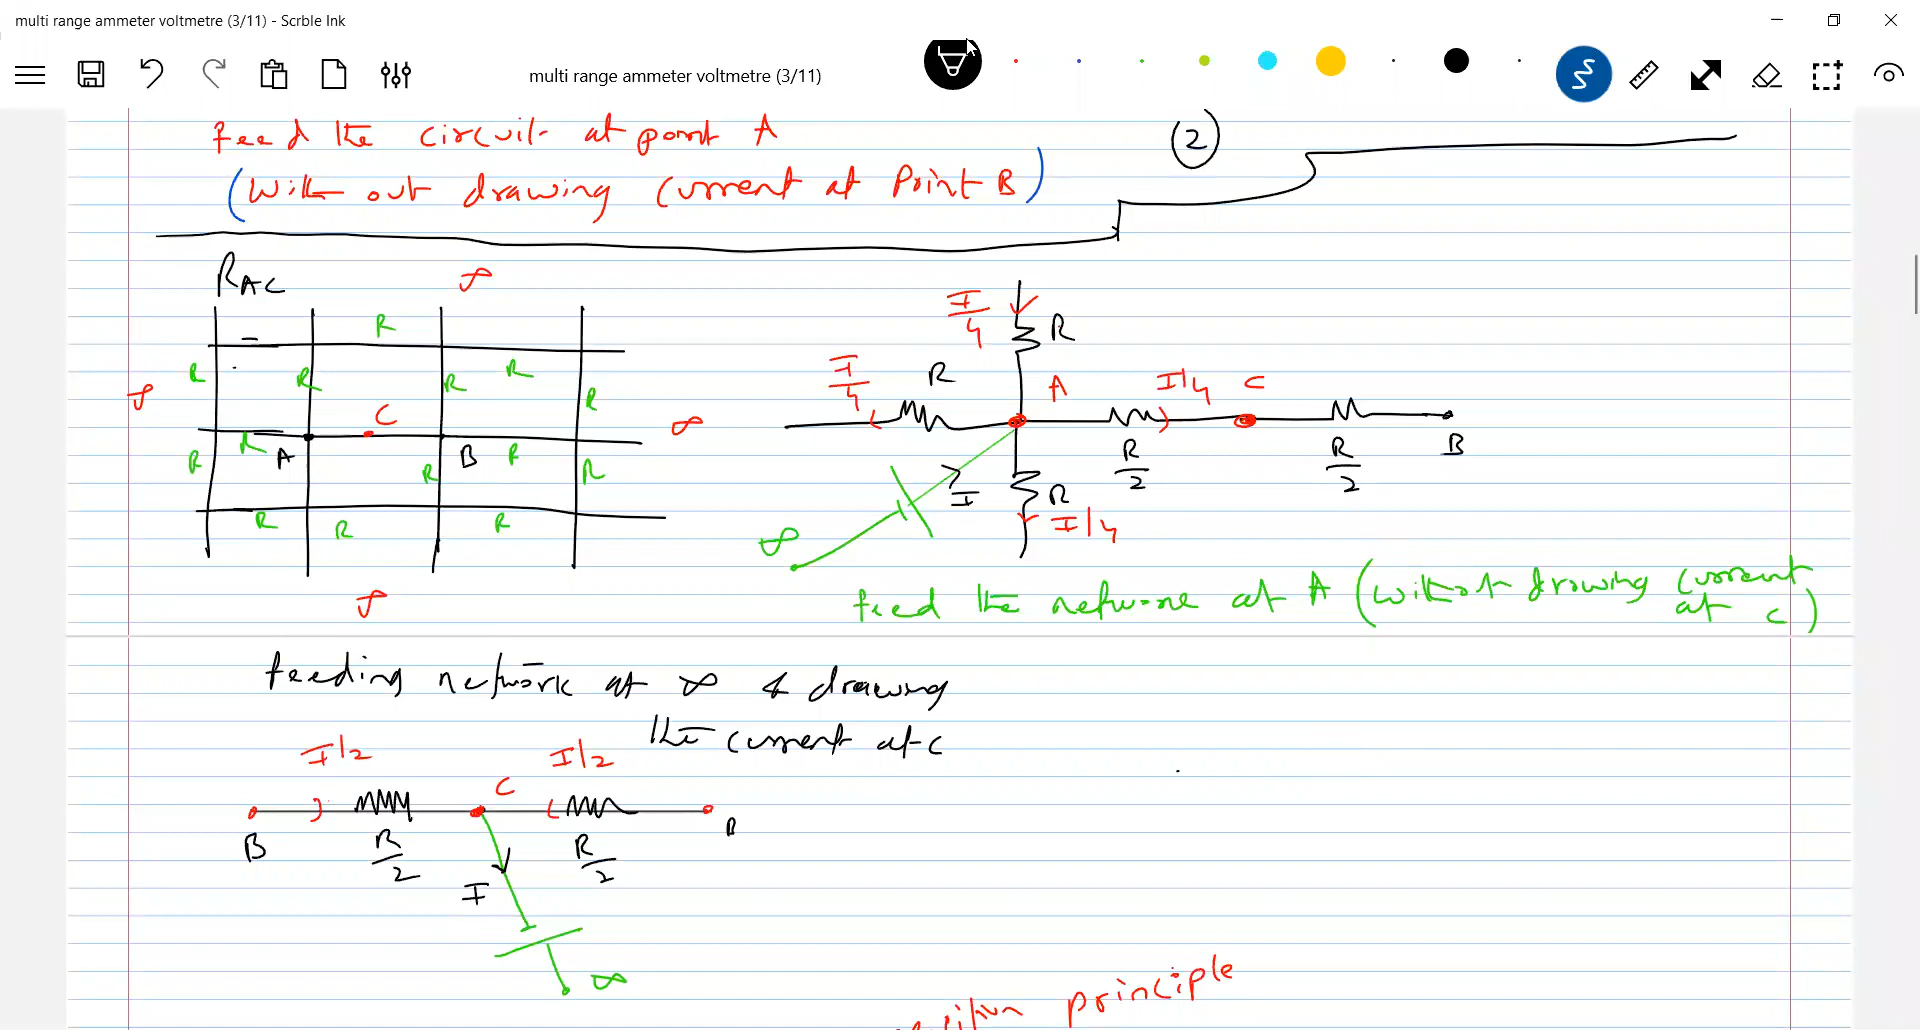 multi range ammeter voltmetre (3/11) - Scrble Ink
multi range ammeter voltmetre (3/11)
feed the circuit at point A
(With out drawing current at Point B)
2
RAC
∞
R
R
R
R
R
R
∞
C
∞
R
A
B
R
R
R
R
R
R
R
∞
I/4
R
I/4
R
A
I/4
C
R/2
R/2
B
I
R
I/4
∞
feed the network at A (without drawing current
at C)
feeding network at ∞ & drawing
the current at C
I/2
I/2
C
B
R/2
R/2
I
∞
principle